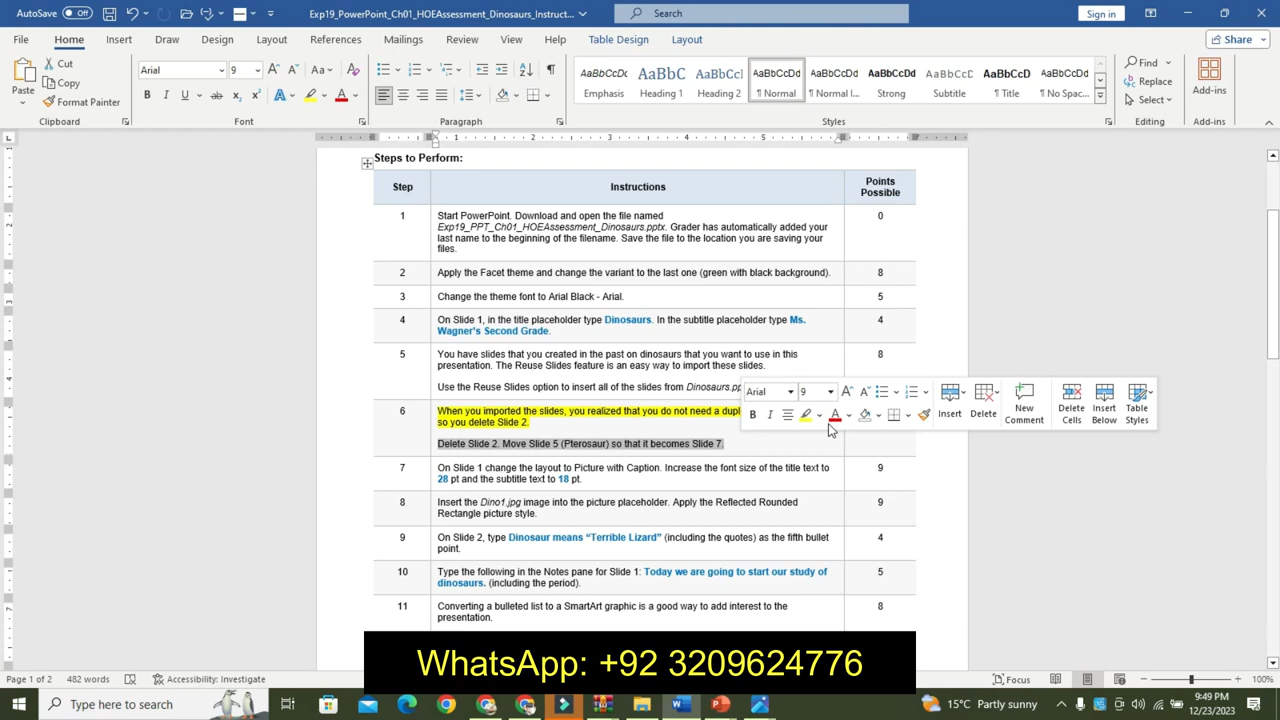 Exp19_PowerPoint_Ch01_HOEAssessme...
Search
Sign in
File Home Insert Draw Design Layout References Mailings Review View Help Table Design Layout
Share
Paste
Cut
Copy
Format Painter
Arial 9
Clipboard Font Paragraph Styles Editing Add-ins
AaBbCcDc AaBbC AaBbCcl AaBbCcDd AaBbCcDd AaBbCcDd AaBbCcD AaBbCcDd AaBbCcDd
Emphasis Heading 1 Heading 2 ¶ Normal ¶ Normal I... Strong Subtitle ¶ Title ¶ No Spac...
Find
Replace
Select
Add-ins
Steps to Perform:
Step Instructions Points Possible
1 Start PowerPoint. Download and open the file named 0
Exp19_PPT_Ch01_HOEAssessment_Dinosaurs.pptx. Grader has automatically added your
last name to the beginning of the filename. Save the file to the location you are saving your
files.
2 Apply the Facet theme and change the variant to the last one (green with black background). 8
3 Change the theme font to Arial Black - Arial. 5
4 On Slide 1, in the title placeholder type Dinosaurs. In the subtitle placeholder type Ms. 4
Wagner's Second Grade.
5 You have slides that you created in the past on dinosaurs that you want to use in this 8
presentation. The Reuse Slides feature is an easy way to import these slides.
Use the Reuse Slides option to insert all of the slides from Dinosaurs.pp
Arial 9
Insert Delete New Comment Delete Cells Insert Below Table Styles
6 When you imported the slides, you realized that you do not need a dupl
so you delete Slide 2.
Delete Slide 2. Move Slide 5 (Pterosaur) so that it becomes Slide 7.
7 On Slide 1 change the layout to Picture with Caption. Increase the font size of the title text to 9
28 pt and the subtitle text to 18 pt.
8 Insert the Dino1.jpg image into the picture placeholder. Apply the Reflected Rounded 9
Rectangle picture style.
9 On Slide 2, type Dinosaur means “Terrible Lizard” (including the quotes) as the fifth bullet 4
point.
10 Type the following in the Notes pane for Slide 1: Today we are going to start our study of 5
dinosaurs. (including the period).
11 Converting a bulleted list to a SmartArt graphic is a good way to add interest to the 8
presentation.
WhatsApp: +92 3209624776
Page 1 of 2 482 words Accessibility: Investigate Focus 100%
Type here to search
15°C Partly sunny
9:49 PM
12/23/2023